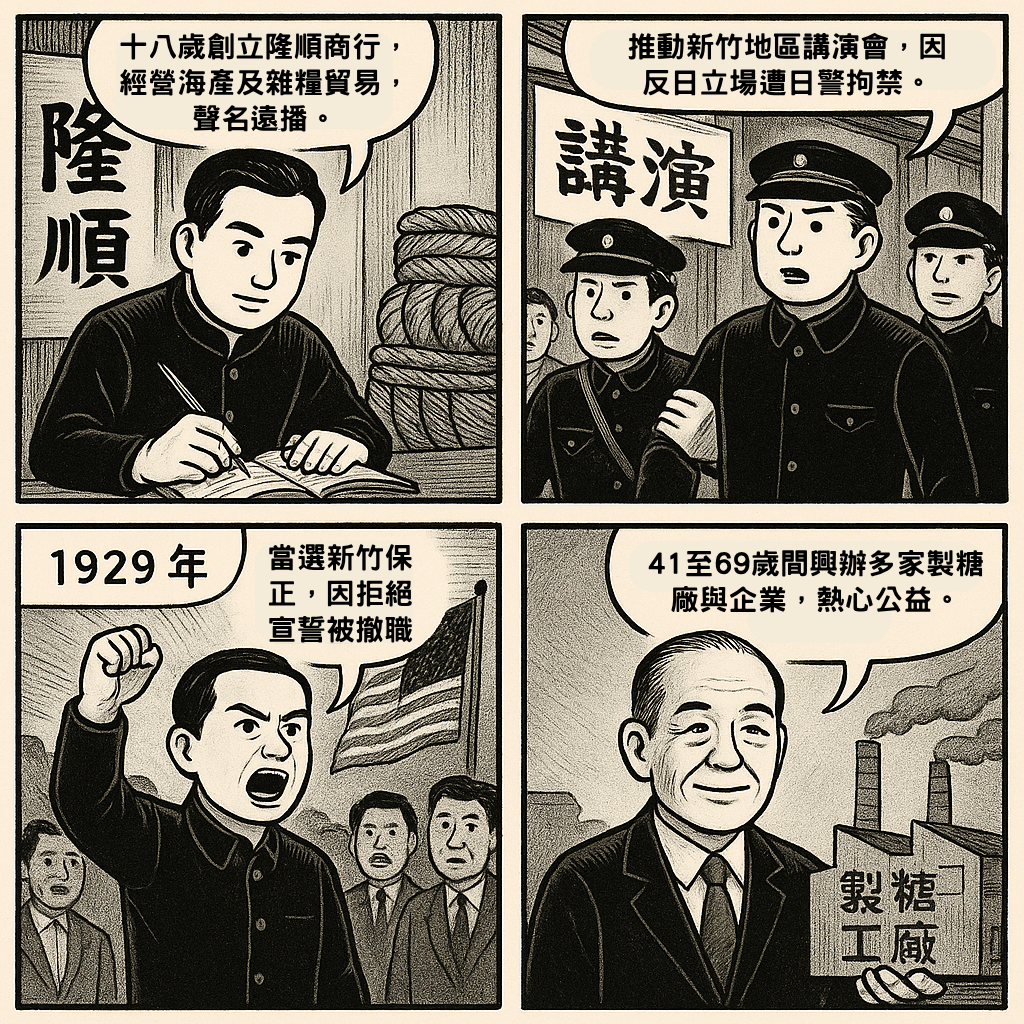 十八歲創立隆順商行，
經營海產及雜糧貿易，
聲名遠播。
隆
順
推動新竹地區講演會，因
反日立場遭日警拘禁。
講演
1929年
當選新竹保
正，因拒絕
宣誓被撤職
41至69歲間興辦多家製糖
廠與企業，熱心公益。
製糖
工廠